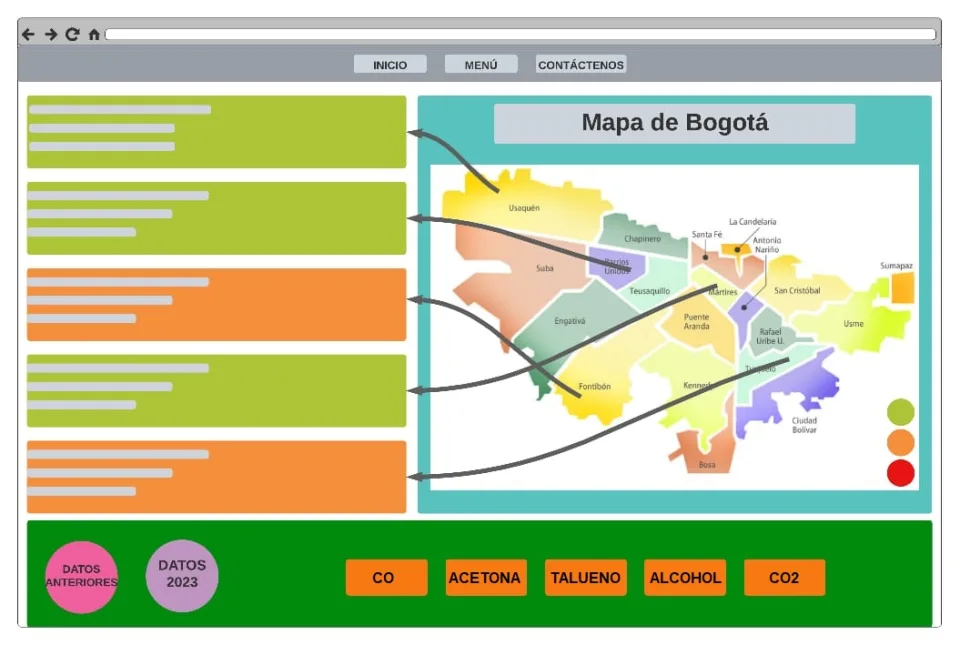 INICIO
MENÚ
CONTÁCTENOS
Mapa de Bogotá
Usaquén
La Candelaria
Santa Fé
Antonio
Nariño
Chapinero
Sumapaz
Barrios
Unidos
Suba
Teusaquillo
Mártires
San Cristóbal
Engativá
Puente
Aranda
Usme
Rafael
Uribe U.
Tunjuelo
Fontibón
Kennedy
Ciudad
Bolívar
Bosa
DATOS
ANTERIORES
DATOS
2023
CO
ACETONA
TALUENO
ALCOHOL
CO2